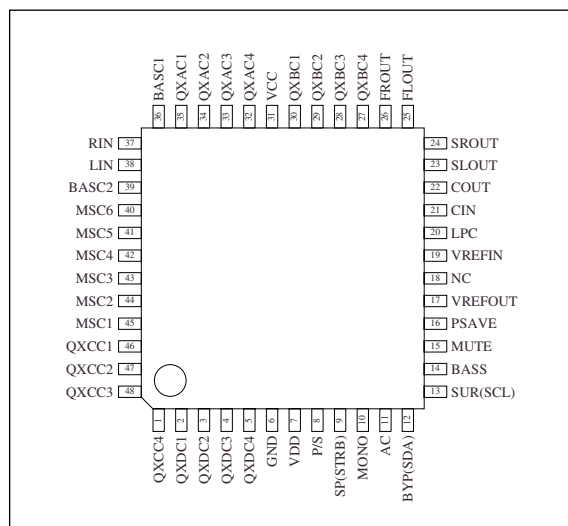 BASC1 QXAC1 QXAC2 QXAC3 QXAC4 VCC QXBC1 QXBC2 QXBC3 QXBC4 FROUT FLOUT
36 35 34 33 32 31 30 29 28 27 26 25
RIN 37
LIN 38
BASC2 39
MSC6 40
MSC5 41
MSC4 42
MSC3 43
MSC2 44
MSC1 45
QXCC1 46
QXCC2 47
QXCC3 48
24 SROUT
23 SLOUT
22 COUT
21 CIN
20 LPC
19 VREFIN
18 NC
17 VREFOUT
16 PSAVE
15 MUTE
14 BASS
13 SUR(SCL)
1 2 3 4 5 6 7 8 9 10 11 12
QXCC4 QXDC1 QXDC2 QXDC3 QXDC4 GND VDD P/S SP(STRB) MONO AC BYP(SDA)